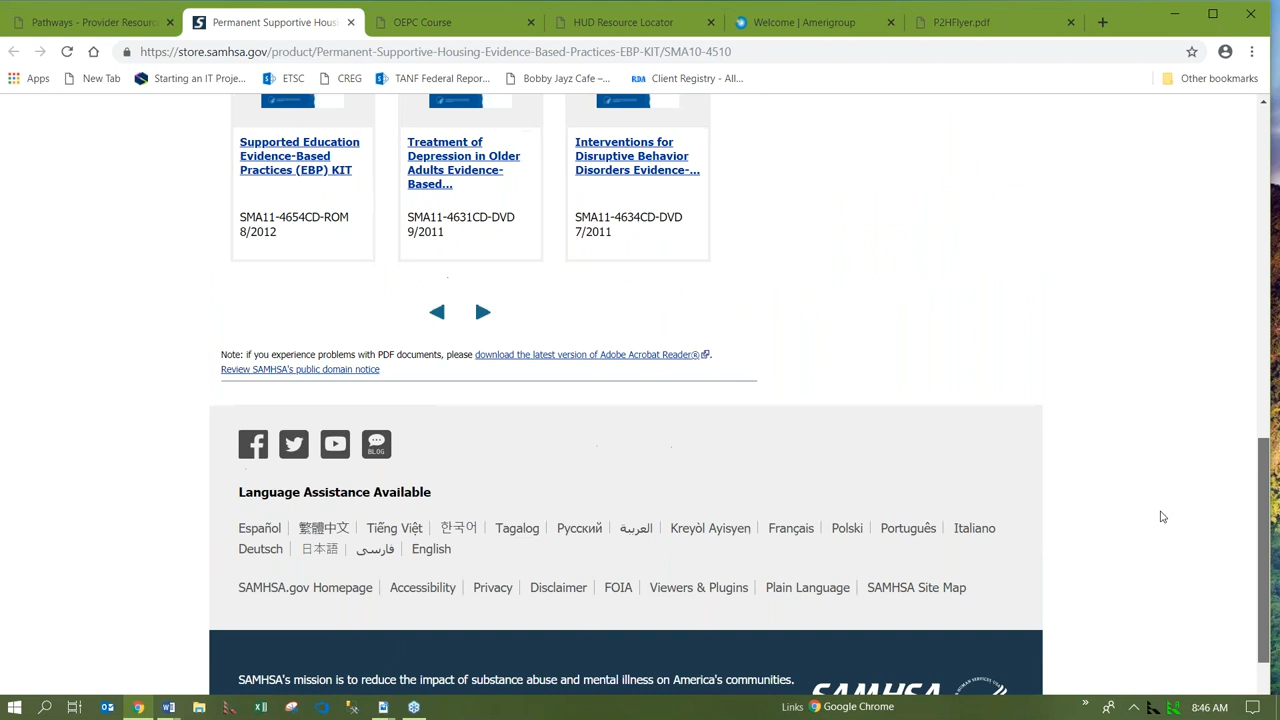 Pathways - Provider Resourc
Permanent Supportive Hous
OEPC Course
HUD Resource Locator
Welcome | Amerigroup
P2HFlyer.pdf
https://store.samhsa.gov/product/Permanent-Supportive-Housing-Evidence-Based-Practices-EBP-KIT/SMA10-4510
Apps
New Tab
Starting an IT Proje...
ETSC
CREG
TANF Federal Repor...
Bobby Jayz Cafe –...
RDA
Client Registry - All...
Other bookmarks
Supported Education
Evidence-Based
Practices (EBP) KIT
SMA11-4654CD-ROM
8/2012
Treatment of
Depression in Older
Adults Evidence-
Based...
SMA11-4631CD-DVD
9/2011
Interventions for
Disruptive Behavior
Disorders Evidence-...
SMA11-4634CD-DVD
7/2011
Note: if you experience problems with PDF documents, please download the latest version of Adobe Acrobat Reader®.
Review SAMHSA's public domain notice
BLOG
Language Assistance Available
Español | 繁體中文 | Tiếng Việt | 한국어 | Tagalog | Русский | العربية | Kreyòl Ayisyen | Français | Polski | Português | Italiano
Deutsch | 日本語 | فارسی | English
SAMHSA.gov Homepage | Accessibility | Privacy | Disclaimer | FOIA | Viewers & Plugins | Plain Language | SAMHSA Site Map
SAMHSA's mission is to reduce the impact of substance abuse and mental illness on America's communities.
SAMHSA
Links
Google Chrome
8:46 AM